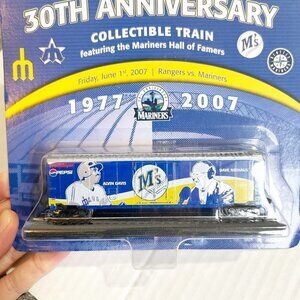 30TH ANNIVERSARY
COLLECTIBLE TRAIN
featuring the Mariners Hall of Famers
M's
Friday, June 1st, 2007 | Rangers vs. Mariners
1977 2007
MARINERS
PEPSI
ALVIN DAVIS
M's
DAVE NIEHAUS